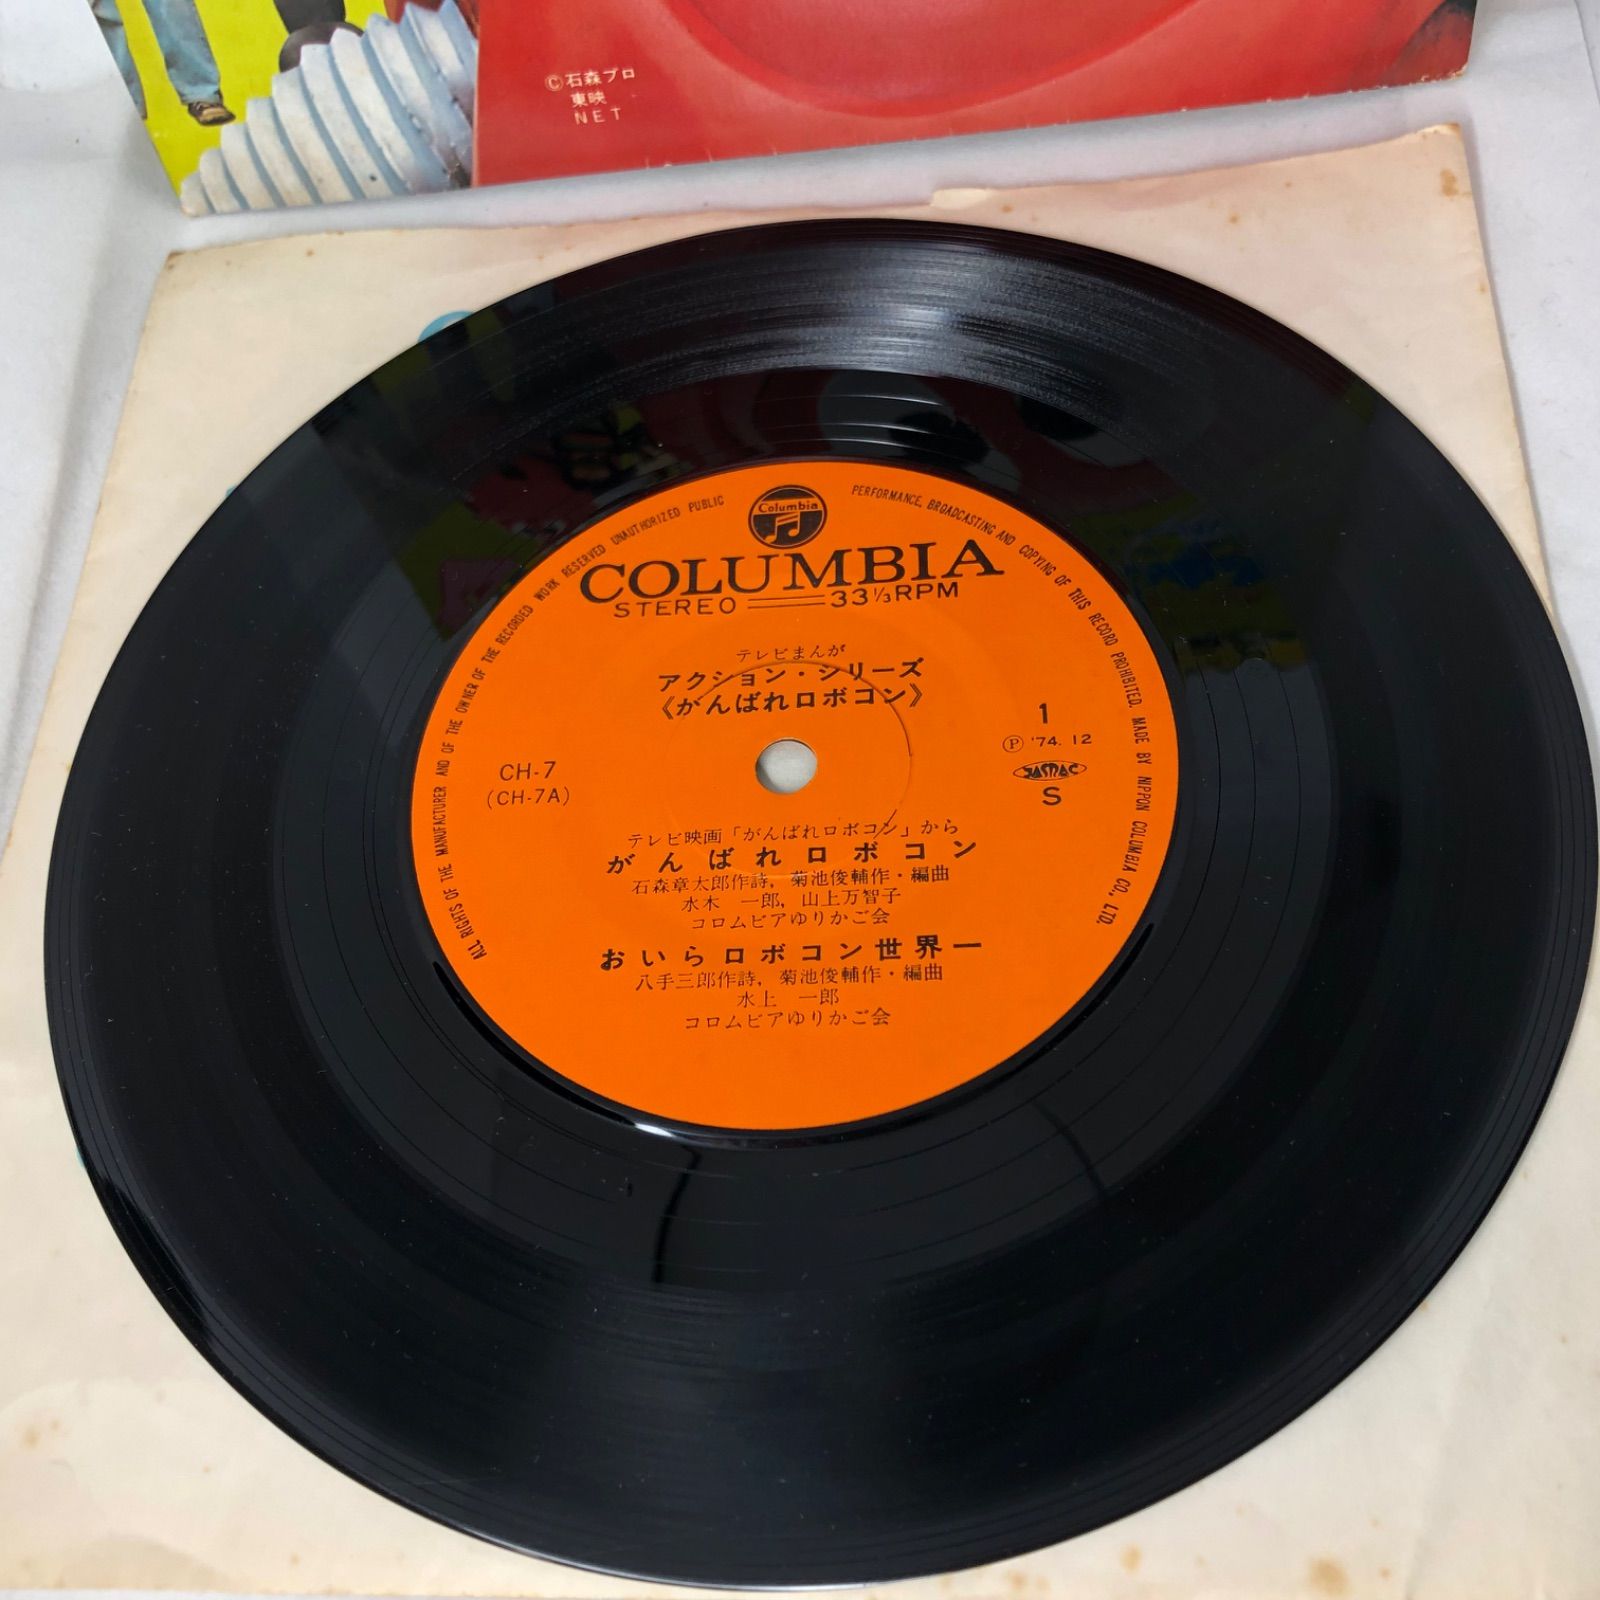 ©石森プロ
東映
NET
ALL RIGHTS OF THE MANUFACTURER AND OF THE OWNER OF THE RECORDED WORK RESERVED UNAUTHORIZED PUBLIC PERFORMANCE, BROADCASTING AND COPYING OF THIS RECORD PROHIBITED. MADE BY NIPPON COLUMBIA CO., LTD.
Columbia
COLUMBIA
STEREO 33⅓RPM
テレビまんが
アクション・シリーズ
《がんばれロボコン》
1
Ⓟ '74. 12
JASRAC
S
CH-7
(CH-7A)
テレビ映画「がんばれロボコン」から
がんばれロボコン
石森章太郎作詩, 菊池俊輔作・編曲
水木 一郎, 山上万智子
コロムビアゆりかご会
おいらロボコン世界一
八手三郎作詩, 菊池俊輔作・編曲
水上 一郎
コロムビアゆりかご会